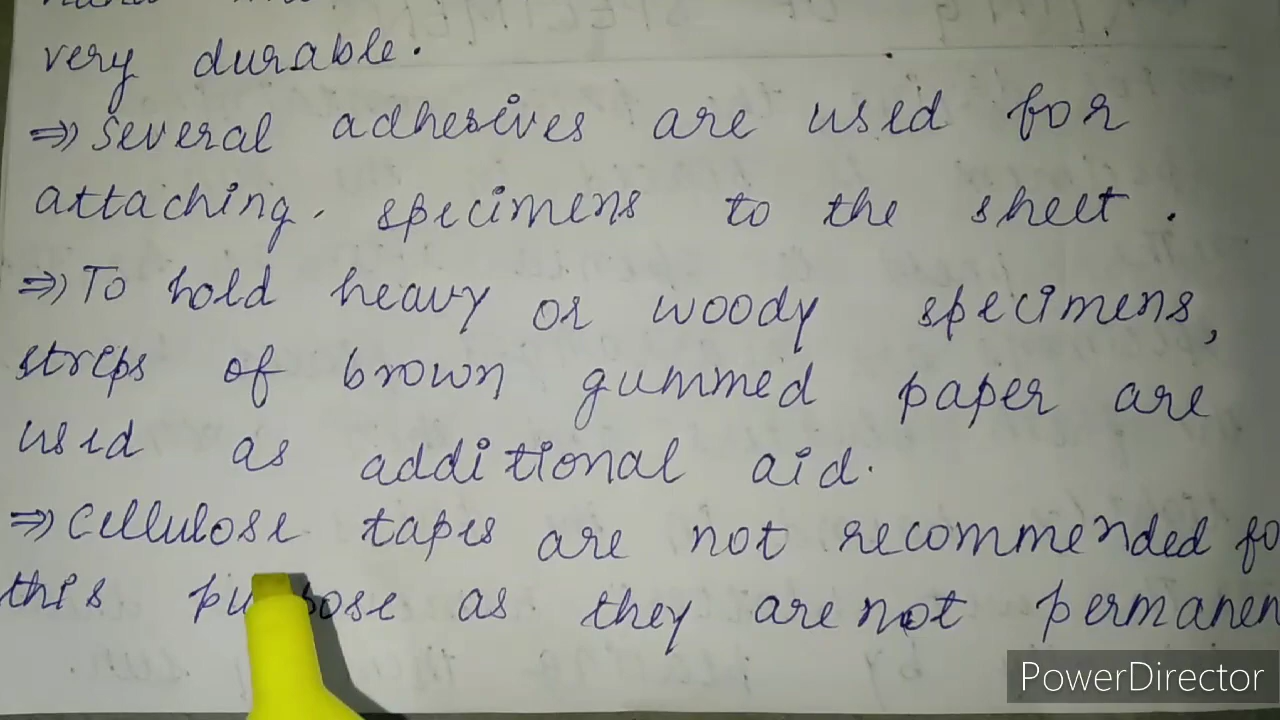 very durable.
⇒ Several adhesives are used for
attaching. specimens to the sheet.
⇒ To hold heavy or woody specimens,
strips of brown gummed paper are
used as additional aid.
⇒ Cellulose tapes are not recommended fo
this as they are not permanen
PowerDirector